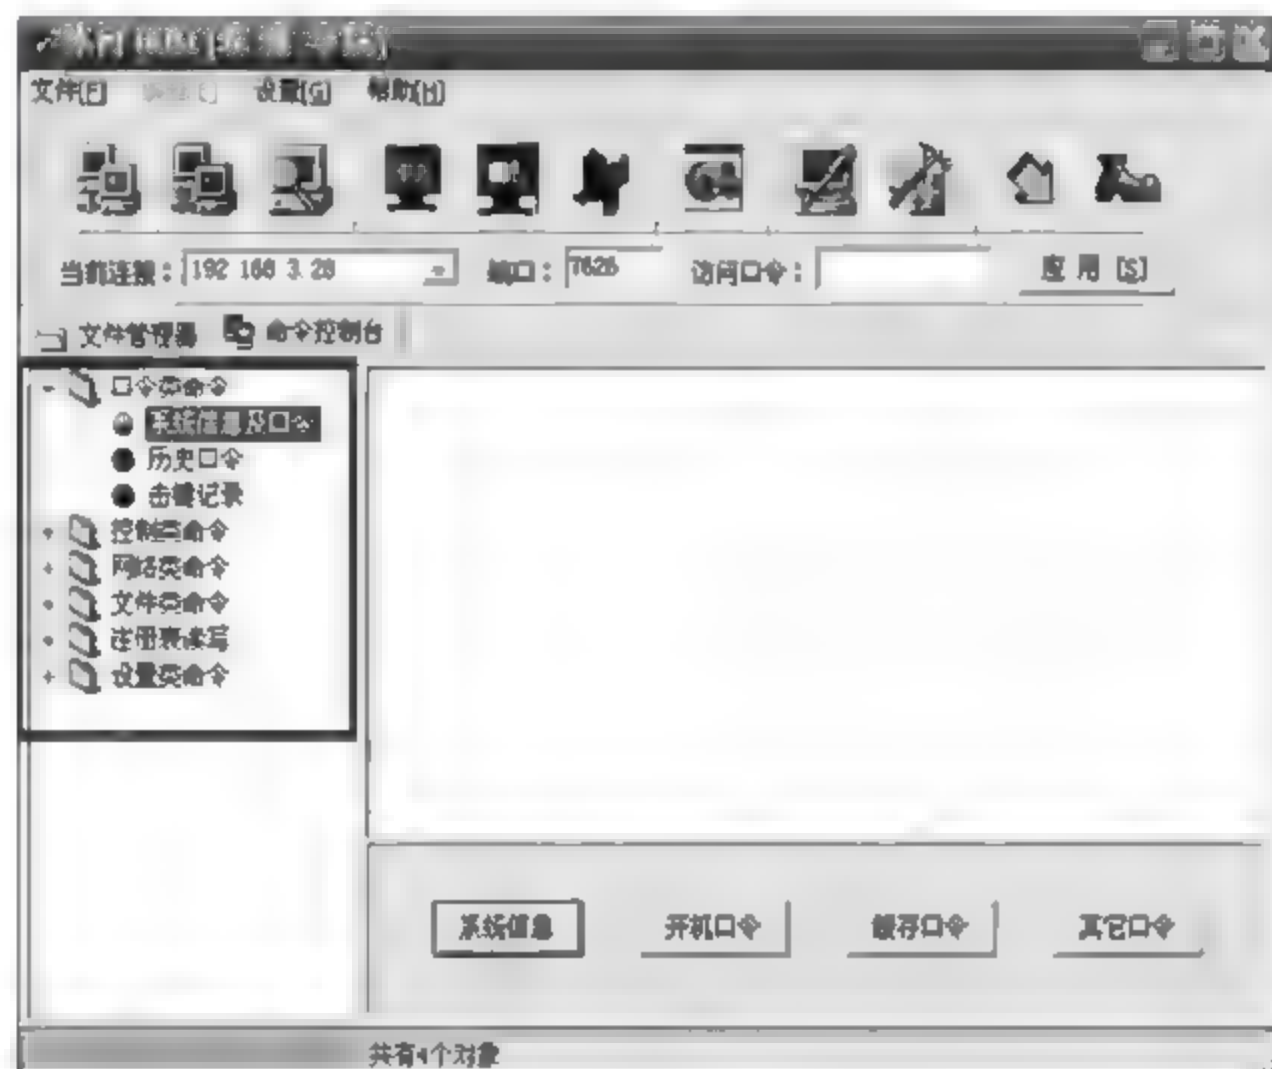 文件[F] 设置[G] 帮助[H]
当前连接： 192 168 3.28 端口： 7626 访问口令： 应 用 [S]
文件管理器 命令控制台
口令类命令
系统信息及口令
历史口令
击键记录
控制类命令
网络类命令
文件类命令
注册表读写
设置类命令
系统信息 开机口令 缓存口令 其它口令
共有4个对象